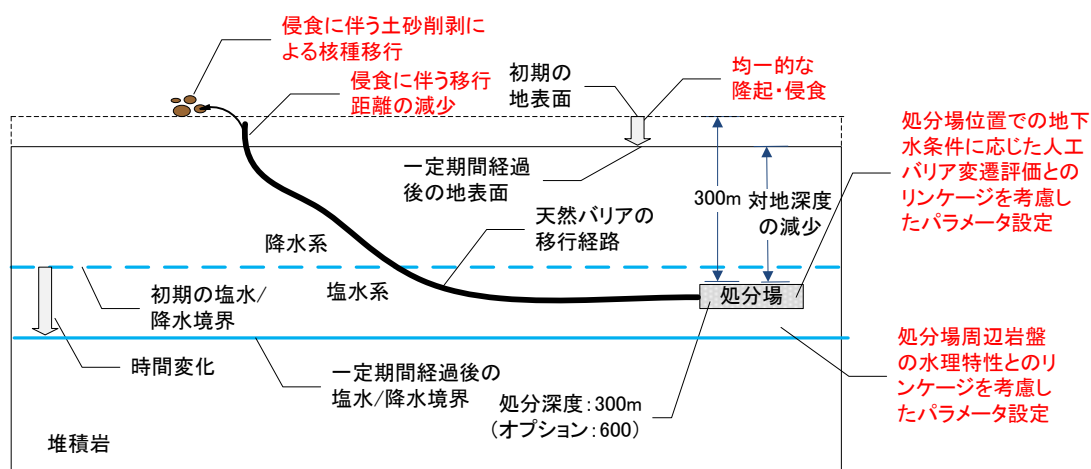 侵食に伴う土砂削剥に
よる核種移行
侵食に伴う移行
距離の減少
初期の
地表面
均一的な
隆起・侵食
処分場位置での地下
水条件に応じた人工
バリア変遷評価との
リンケージを考慮し
たパラメータ設定
一定期間経過
後の地表面
300m
対地深度
の減少
天然バリアの
移行経路
降水系
塩水系
処分場
初期の塩水/
降水境界
時間変化
一定期間経過後の
塩水/降水境界
処分深度：300m
（オプション：600）
処分場周辺岩盤
の水理特性とのリ
ンケージを考慮し
たパラメータ設定
堆積岩